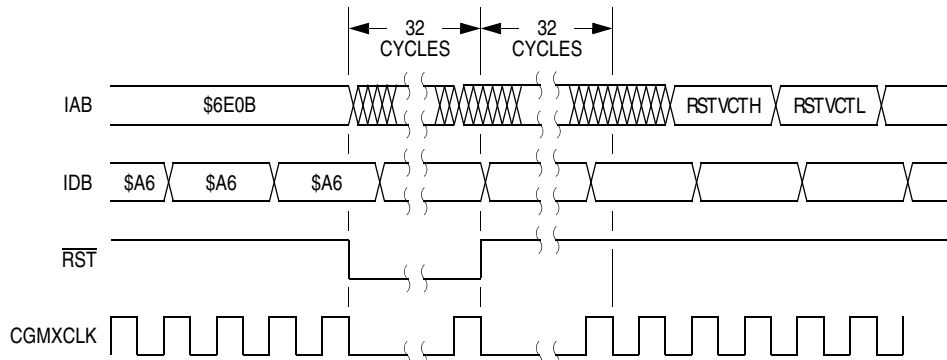 32 CYCLES
32 CYCLES
IAB $6E0B RSTVCTH RSTVCTL
IDB $A6 $A6 $A6
RST
CGMXCLK